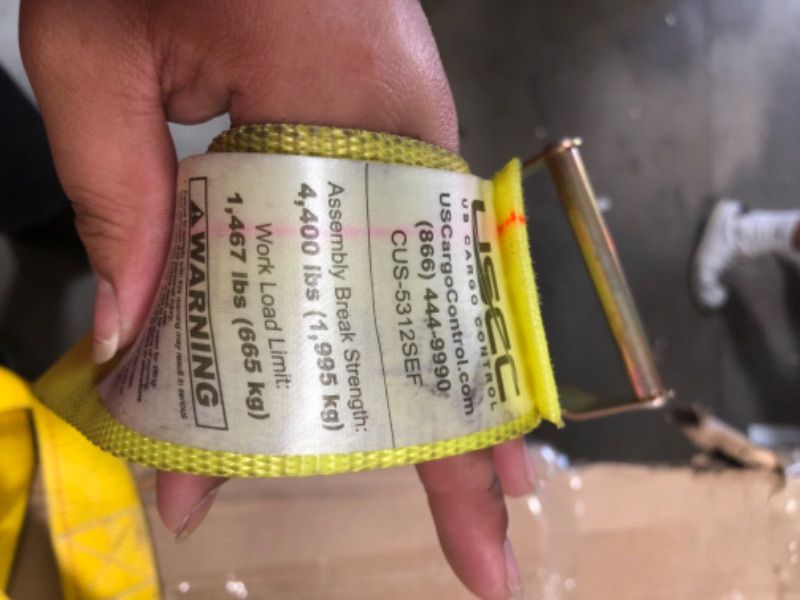 USCC
US CARGO CONTROL
USCargoControl.com
(866) 444-9990
CUS-5312SEF
Assembly Break Strength:
4,400 lbs (1,995 kg)
Work Load Limit:
1,467 lbs (665 kg)
WARNING